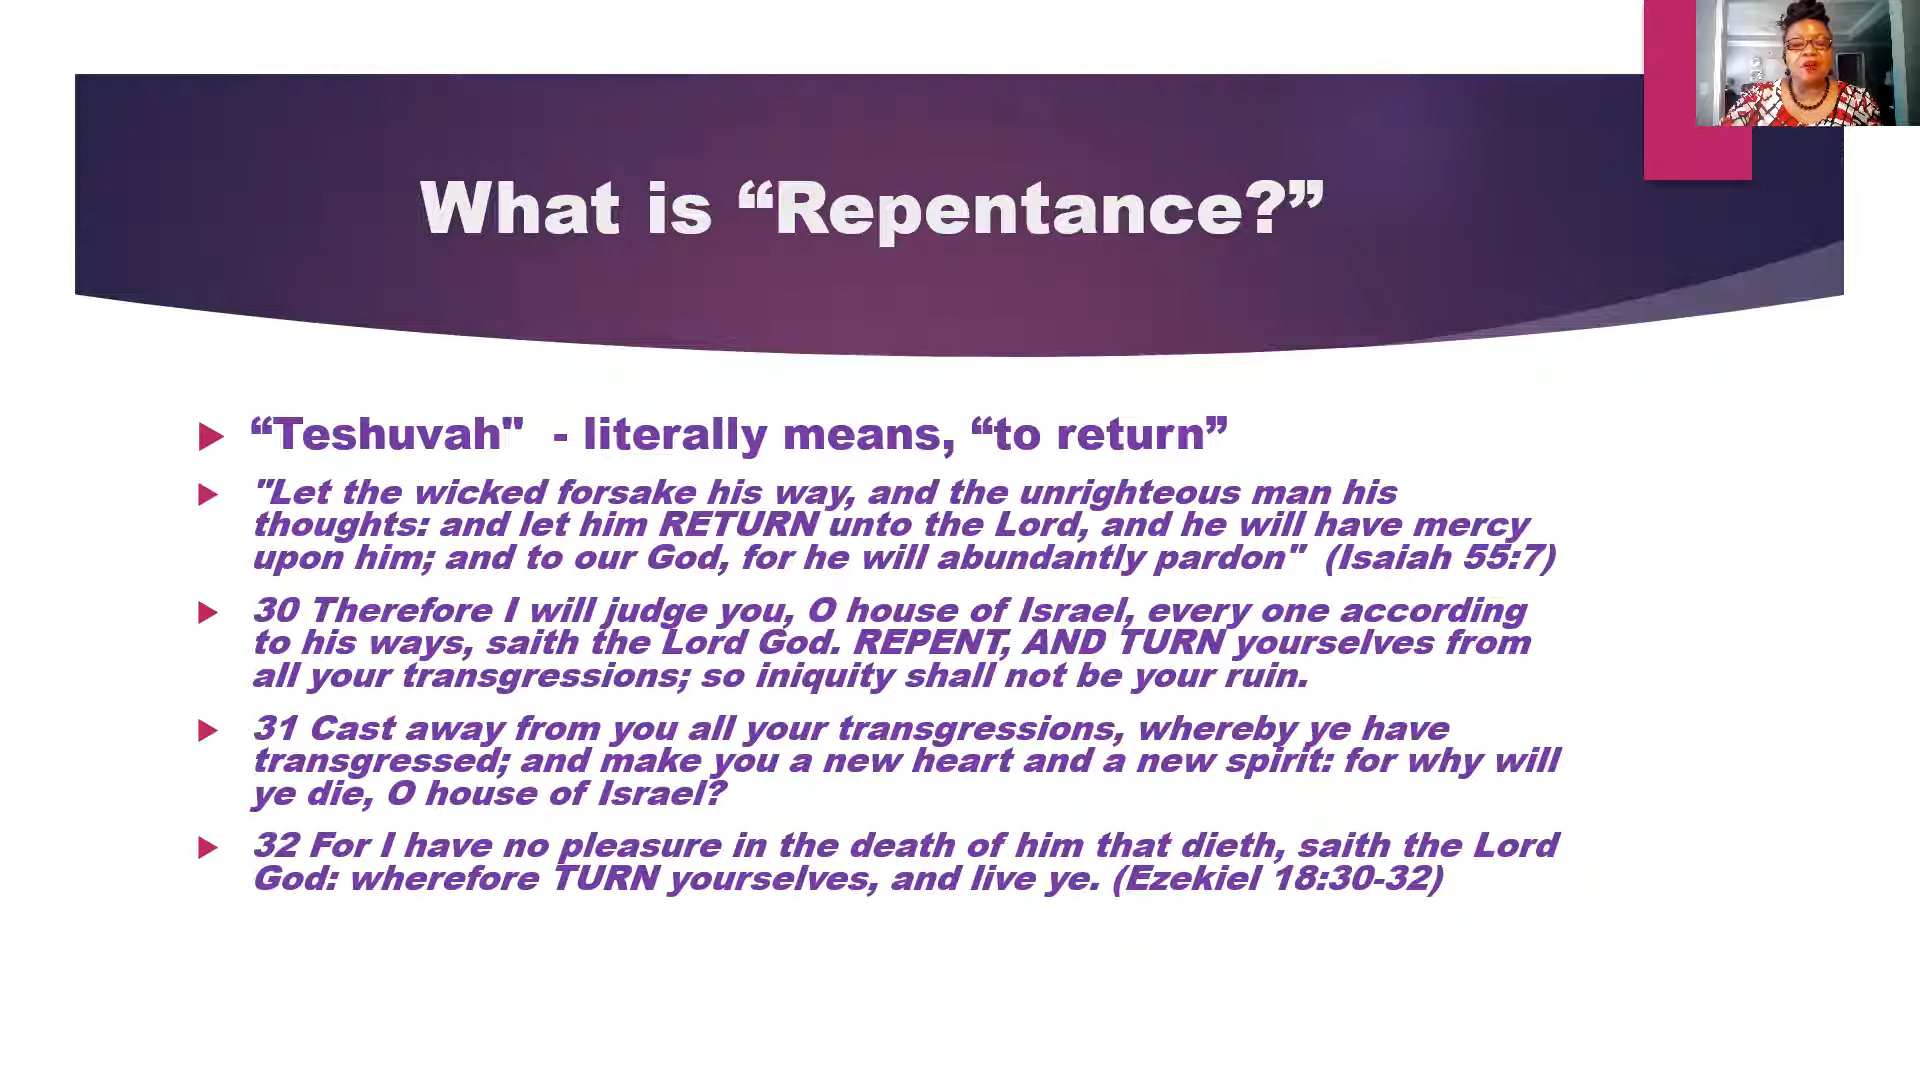 What is “Repentance?”
“Teshuvah"  - literally means, “to return”
"Let the wicked forsake his way, and the unrighteous man his
thoughts: and let him RETURN unto the Lord, and he will have mercy
upon him; and to our God, for he will abundantly pardon"  (Isaiah 55:7)
30 Therefore I will judge you, O house of Israel, every one according
to his ways, saith the Lord God. REPENT, AND TURN yourselves from
all your transgressions; so iniquity shall not be your ruin.
31 Cast away from you all your transgressions, whereby ye have
transgressed; and make you a new heart and a new spirit: for why will
ye die, O house of Israel?
32 For I have no pleasure in the death of him that dieth, saith the Lord
God: wherefore TURN yourselves, and live ye. (Ezekiel 18:30-32)